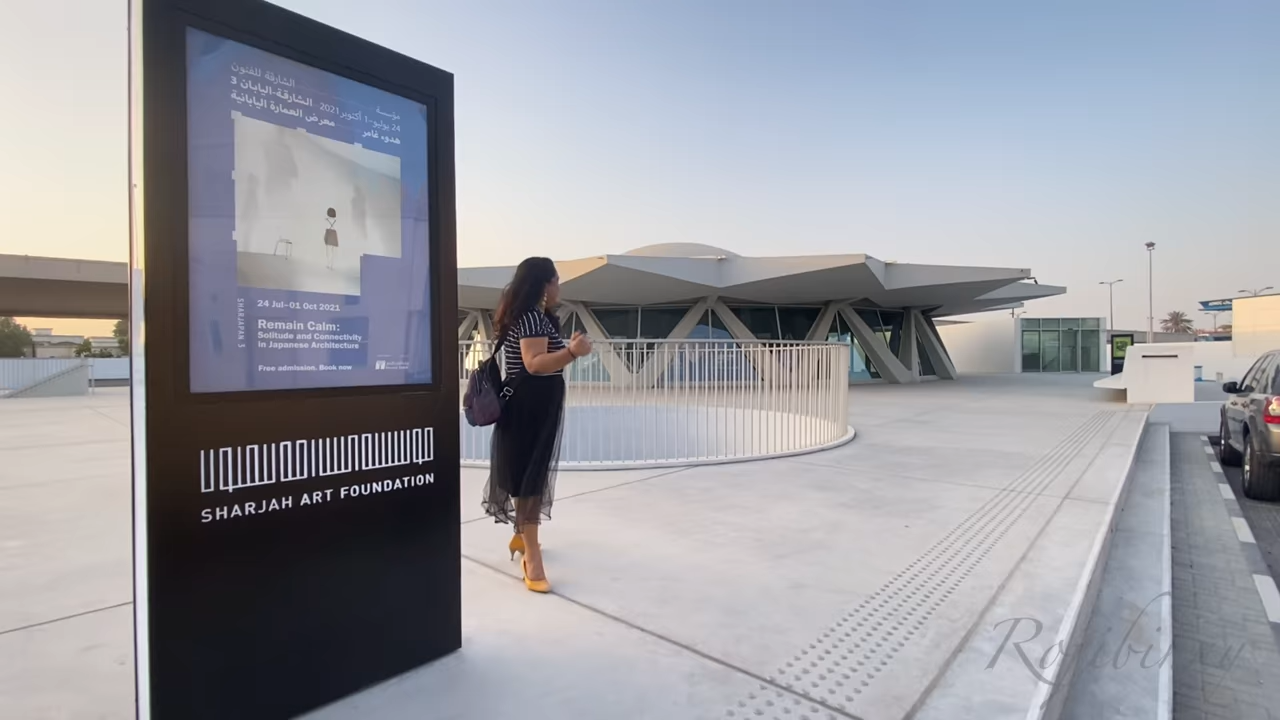 مؤسسة
الشارقة للفنون
24 يوليو–1 أكتوبر 2021
الشارقة-اليابان 3
هدوء غامر
معرض العمارة اليابانية
24 Jul–01 Oct 2021
SHARJAPAN 3
Remain Calm:
Solitude and Connectivity
in Japanese Architecture
Free admission. Book now
SHARJAH ART FOUNDATION